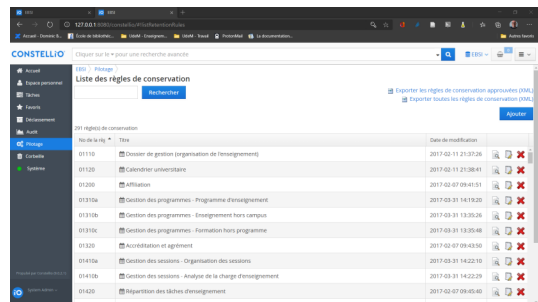 EBSI
EBSI
127.0.0.1:8080/constellio/#!listRetentionRules
Accueil - Dominic B...
École de bibliothéc...
UdeM - Enseignem...
UdeM - Travail
ProtonMail
La documentation...
Autres favoris
CONSTELLiO
Cliquer sur le + pour une recherche avancée
EBSI
Accueil
Espace personnel
Tâches
Favoris
Déclassement
Audit
Pilotage
Corbeille
Système
EBSI > Pilotage >
Liste des règles de conservation
Rechercher
Exporter les règles de conservation approuvées (XML)
Exporter toutes les règles de conservation (XML)
Ajouter
291 règle(s) de conservation
No de la règ Titre Date de modification
01110 Dossier de gestion (organisation de l'enseignement) 2017-02-11 21:37:26
01120 Calendrier universitaire 2017-02-11 21:38:41
01200 Affiliation 2017-02-07 09:41:51
01310a Gestion des programmes - Programme d'enseignement 2017-03-31 14:19:20
01310b Gestion des programmes - Enseignement hors campus 2017-03-31 13:35:26
01310c Gestion des programmes - Formation hors programme 2017-03-31 13:35:48
01320 Accréditation et agrément 2017-02-07 09:43:50
01410a Gestion des sessions - Organisation des sessions 2017-03-31 14:22:10
01410b Gestion des sessions - Analyse de la charge d'enseignement 2017-03-31 14:22:29
01420 Répartition des tâches d'enseignement 2017-02-07 09:45:40
System Admin